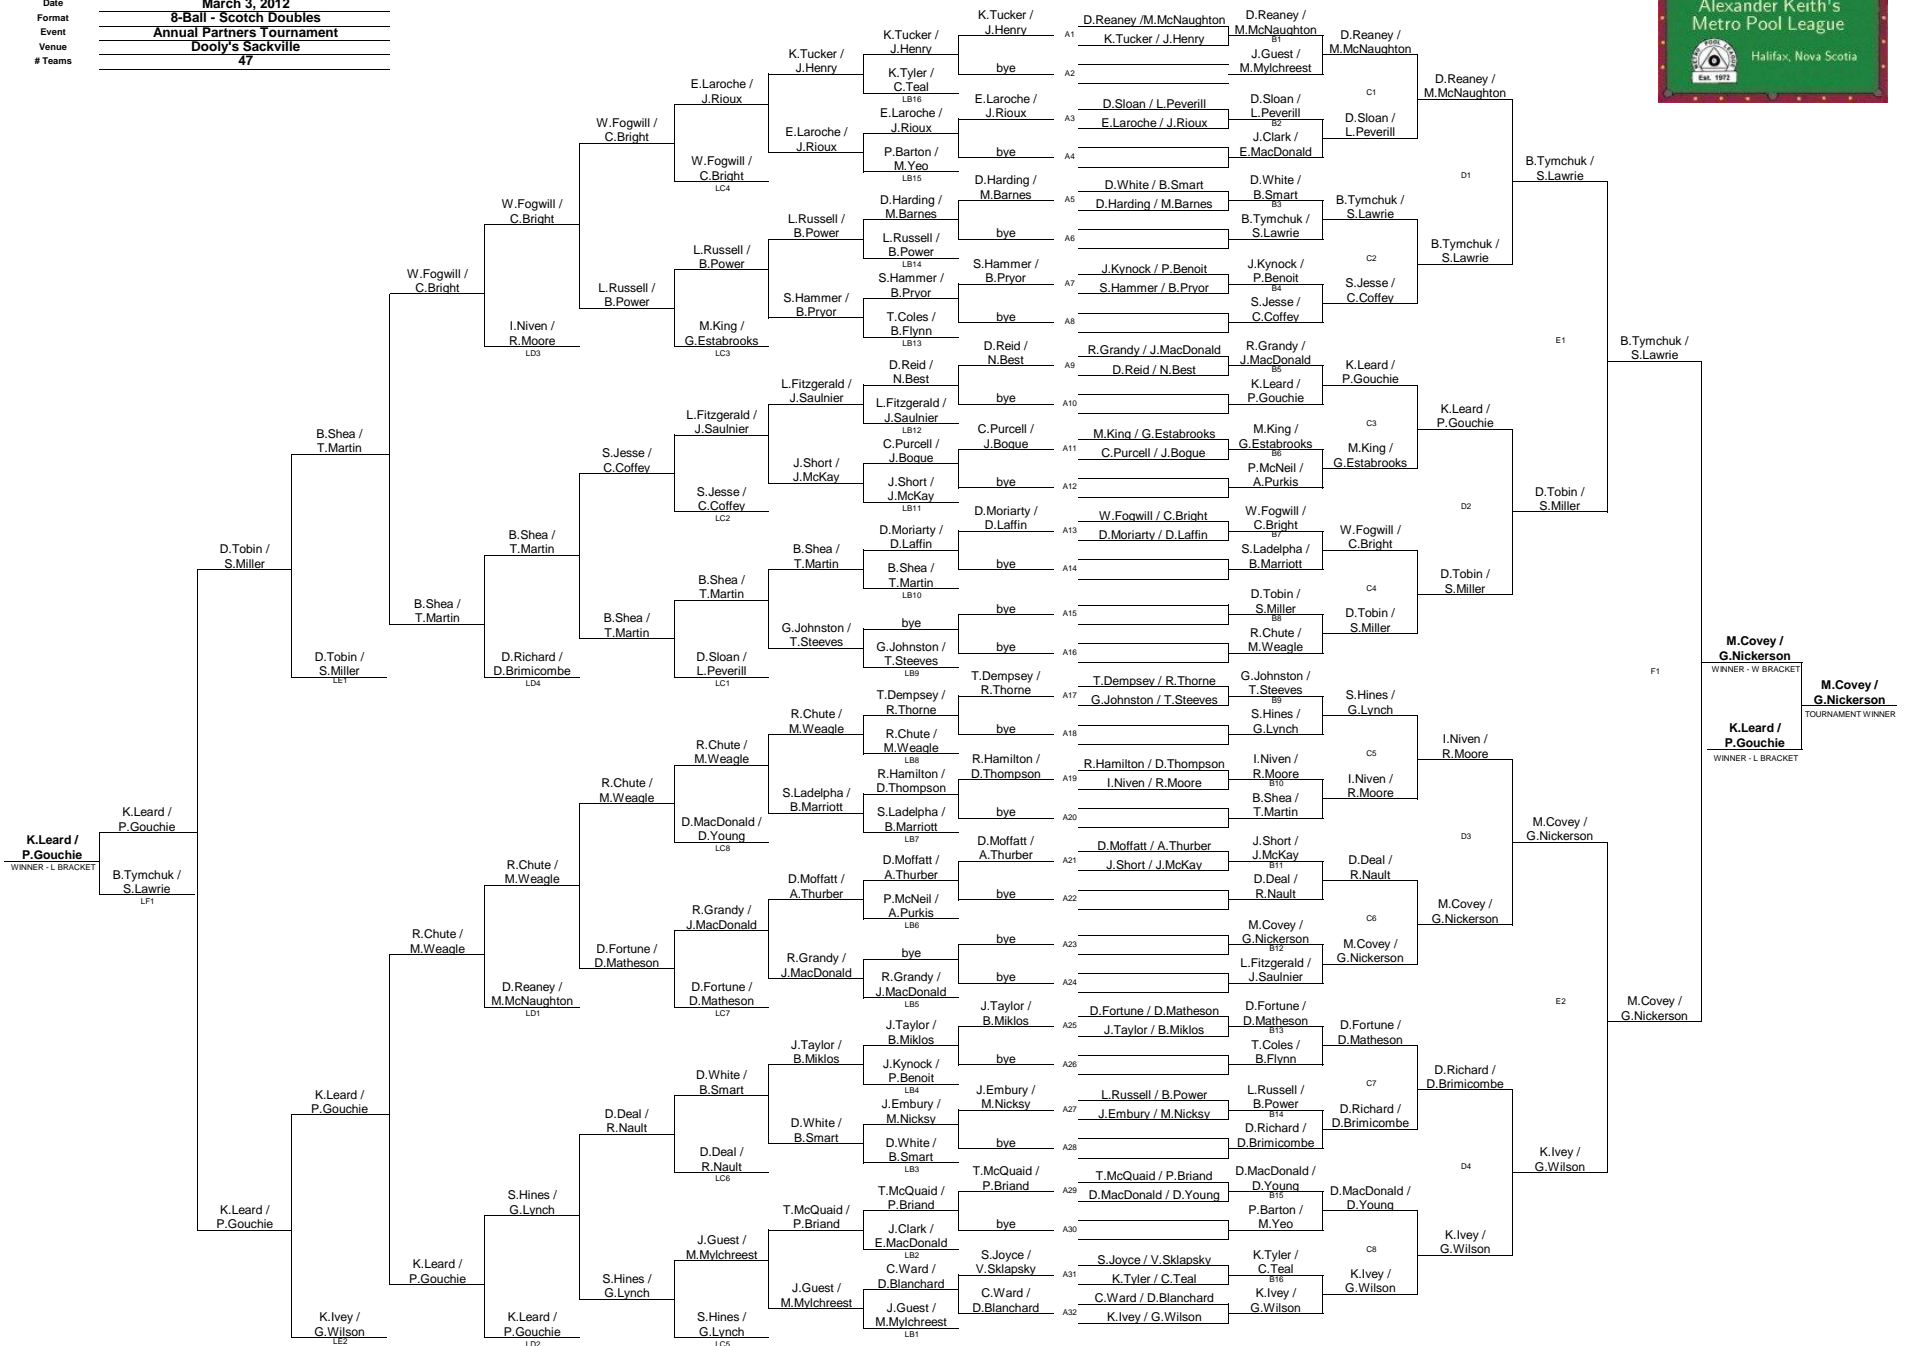 Date
March 3, 2012
Format
8-Ball - Scotch Doubles
Event
Annual Partners Tournament
Venue
Dooly's Sackville
# Teams
47
Alexander Keith's
Metro Pool League
METRO POOL LEAGUE
Est. 1972
Halifax, Nova Scotia
K.Leard /
P.Gouchie
WINNER - L BRACKET
K.Leard /
P.Gouchie
B.Tymchuk /
S.Lawrie
LF1
D.Tobin /
S.Miller
K.Leard /
P.Gouchie
B.Shea /
T.Martin
D.Tobin /
S.Miller
LE1
K.Leard /
P.Gouchie
K.Ivey /
G.Wilson
LE2
W.Fogwill /
C.Bright
B.Shea /
T.Martin
R.Chute /
M.Weagle
K.Leard /
P.Gouchie
W.Fogwill /
C.Bright
I.Niven /
R.Moore
LD3
B.Shea /
T.Martin
D.Richard /
D.Brimicombe
LD4
R.Chute /
M.Weagle
D.Reaney /
M.McNaughton
LD1
S.Hines /
G.Lynch
K.Leard /
P.Gouchie
LD2
W.Fogwill /
C.Bright
L.Russell /
B.Power
S.Jesse /
C.Coffey
B.Shea /
T.Martin
R.Chute /
M.Weagle
D.Fortune /
D.Matheson
D.Deal /
R.Nault
S.Hines /
G.Lynch
E.Laroche /
J.Rioux
W.Fogwill /
C.Bright
LC4
L.Russell /
B.Power
M.King /
G.Estabrooks
LC3
L.Fitzgerald /
J.Saulnier
S.Jesse /
C.Coffey
LC2
B.Shea /
T.Martin
D.Sloan /
L.Peverill
LC1
R.Chute /
M.Weagle
D.MacDonald /
D.Young
LC8
R.Grandy /
J.MacDonald
D.Fortune /
D.Matheson
LC7
D.White /
B.Smart
D.Deal /
R.Nault
LC6
J.Guest /
M.Mylchreest
S.Hines /
G.Lynch
LC5
K.Tucker /
J.Henry
E.Laroche /
J.Rioux
L.Russell /
B.Power
S.Hammer /
B.Pryor
L.Fitzgerald /
J.Saulnier
J.Short /
J.McKay
B.Shea /
T.Martin
G.Johnston /
T.Steeves
R.Chute /
M.Weagle
S.Ladelpha /
B.Marriott
D.Moffatt /
A.Thurber
R.Grandy /
J.MacDonald
J.Taylor /
B.Miklos
D.White /
B.Smart
T.McQuaid /
P.Briand
J.Guest /
M.Mylchreest
K.Tucker /
J.Henry
K.Tyler /
C.Teal
LB16
E.Laroche /
J.Rioux
P.Barton /
M.Yeo
LB15
D.Harding /
M.Barnes
L.Russell /
B.Power
LB14
S.Hammer /
B.Pryor
T.Coles /
B.Flynn
LB13
D.Reid /
N.Best
L.Fitzgerald /
J.Saulnier
LB12
C.Purcell /
J.Bogue
J.Short /
J.McKay
LB11
D.Moriarty /
D.Laffin
B.Shea /
T.Martin
LB10
bye
G.Johnston /
T.Steeves
LB9
T.Dempsey /
R.Thorne
R.Chute /
M.Weagle
LB8
R.Hamilton /
D.Thompson
S.Ladelpha /
B.Marriott
LB7
D.Moffatt /
A.Thurber
P.McNeil /
A.Purkis
LB6
bye
R.Grandy /
J.MacDonald
LB5
J.Taylor /
B.Miklos
J.Kynock /
P.Benoit
LB4
J.Embury /
M.Nicksy
D.White /
B.Smart
LB3
T.McQuaid /
P.Briand
J.Clark /
E.MacDonald
LB2
C.Ward /
D.Blanchard
J.Guest /
M.Mylchreest
LB1
K.Tucker /
J.Henry
bye
E.Laroche /
J.Rioux
bye
D.Harding /
M.Barnes
bye
S.Hammer /
B.Pryor
bye
D.Reid /
N.Best
bye
C.Purcell /
J.Bogue
bye
D.Moriarty /
D.Laffin
bye
bye
bye
T.Dempsey /
R.Thorne
bye
R.Hamilton /
D.Thompson
bye
D.Moffatt /
A.Thurber
bye
bye
bye
J.Taylor /
B.Miklos
bye
J.Embury /
M.Nicksy
bye
T.McQuaid /
P.Briand
bye
S.Joyce /
V.Sklapsky
C.Ward /
D.Blanchard
A1
A2
A3
A4
A5
A6
A7
A8
A9
A10
A11
A12
A13
A14
A15
A16
A17
A18
A19
A20
A21
A22
A23
A24
A25
A26
A27
A28
A29
A30
A31
A32
D.Reaney /M.McNaughton
K.Tucker / J.Henry
D.Sloan / L.Peverill
E.Laroche / J.Rioux
D.White / B.Smart
D.Harding / M.Barnes
J.Kynock / P.Benoit
S.Hammer / B.Pryor
R.Grandy / J.MacDonald
D.Reid / N.Best
M.King / G.Estabrooks
C.Purcell / J.Bogue
W.Fogwill / C.Bright
D.Moriarty / D.Laffin
T.Dempsey / R.Thorne
G.Johnston / T.Steeves
R.Hamilton / D.Thompson
I.Niven / R.Moore
D.Moffatt / A.Thurber
J.Short / J.McKay
D.Fortune / D.Matheson
J.Taylor / B.Miklos
L.Russell / B.Power
J.Embury / M.Nicksy
T.McQuaid / P.Briand
D.MacDonald / D.Young
S.Joyce / V.Sklapsky
K.Tyler / C.Teal
C.Ward / D.Blanchard
K.Ivey / G.Wilson
D.Reaney /
M.McNaughton
B1
J.Guest /
M.Mylchreest
D.Sloan /
L.Peverill
B2
J.Clark /
E.MacDonald
D.White /
B.Smart
B3
B.Tymchuk /
S.Lawrie
J.Kynock /
P.Benoit
B4
S.Jesse /
C.Coffey
R.Grandy /
J.MacDonald
B5
K.Leard /
P.Gouchie
M.King /
G.Estabrooks
B6
P.McNeil /
A.Purkis
W.Fogwill /
C.Bright
B7
S.Ladelpha /
B.Marriott
D.Tobin /
S.Miller
B8
R.Chute /
M.Weagle
G.Johnston /
T.Steeves
B9
S.Hines /
G.Lynch
I.Niven /
R.Moore
B10
B.Shea /
T.Martin
J.Short /
J.McKay
B11
D.Deal /
R.Nault
M.Covey /
G.Nickerson
B12
L.Fitzgerald /
J.Saulnier
D.Fortune /
D.Matheson
B13
T.Coles /
B.Flynn
L.Russell /
B.Power
B14
D.Richard /
D.Brimicombe
D.MacDonald /
D.Young
B15
P.Barton /
M.Yeo
K.Tyler /
C.Teal
B16
K.Ivey /
G.Wilson
D.Reaney /
M.McNaughton
C1
D.Sloan /
L.Peverill
B.Tymchuk /
S.Lawrie
C2
S.Jesse /
C.Coffey
K.Leard /
P.Gouchie
C3
M.King /
G.Estabrooks
W.Fogwill /
C.Bright
C4
D.Tobin /
S.Miller
S.Hines /
G.Lynch
C5
I.Niven /
R.Moore
D.Deal /
R.Nault
C6
M.Covey /
G.Nickerson
D.Fortune /
D.Matheson
C7
D.Richard /
D.Brimicombe
D.MacDonald /
D.Young
C8
K.Ivey /
G.Wilson
D.Reaney /
M.McNaughton
D1
B.Tymchuk /
S.Lawrie
K.Leard /
P.Gouchie
D2
D.Tobin /
S.Miller
I.Niven /
R.Moore
D3
M.Covey /
G.Nickerson
D.Richard /
D.Brimicombe
D4
K.Ivey /
G.Wilson
B.Tymchuk /
S.Lawrie
E1
D.Tobin /
S.Miller
M.Covey /
G.Nickerson
E2
K.Ivey /
G.Wilson
B.Tymchuk /
S.Lawrie
F1
M.Covey /
G.Nickerson
M.Covey /
G.Nickerson
WINNER - W BRACKET
K.Leard /
P.Gouchie
WINNER - L BRACKET
M.Covey /
G.Nickerson
TOURNAMENT WINNER